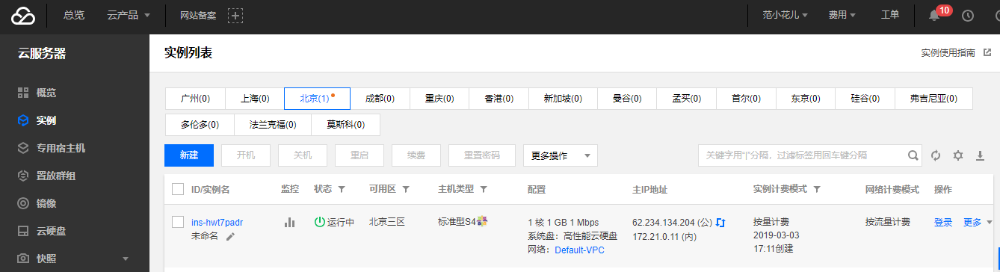 总览 云产品 网站备案 范小花儿 费用 工单 10
云服务器
概览
实例
专用宿主机
置放群组
镜像
云硬盘
快照
实例列表 实例使用指南
广州(0) 上海(0) 北京(1) 成都(0) 重庆(0) 香港(0) 新加坡(0) 曼谷(0) 孟买(0) 首尔(0) 东京(0) 硅谷(0) 弗吉尼亚(0)
多伦多(0) 法兰克福(0) 莫斯科(0)
新建 开机 关机 重启 续费 重置密码 更多操作 关键字用"|"分隔，过滤标签用回车键分隔
ID/实例名 监控 状态 可用区 主机类型 配置 主IP地址 实例计费模式 网络计费模式 操作
ins-hwt7padr 运行中 北京三区 标准型S4 1 核 1 GB 1 Mbps 62.234.134.204 (公) 按量计费 按流量计费 登录 更多
未命名 系统盘：高性能云硬盘 172.21.0.11 (内) 2019-03-03
网络：Default-VPC 17:11创建